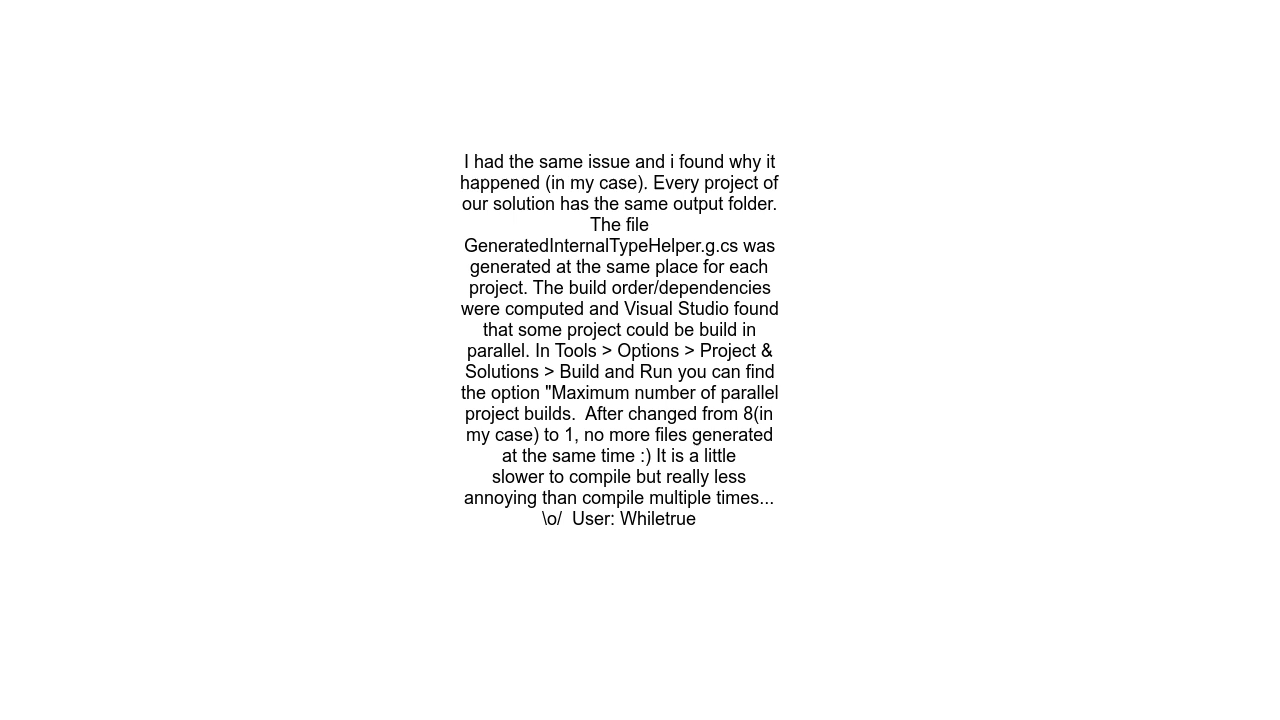 I had the same issue and i found why it
happened (in my case). Every project of
our solution has the same output folder.
The file
GeneratedInternalTypeHelper.g.cs was
generated at the same place for each
project. The build order/dependencies
were computed and Visual Studio found
that some project could be build in
parallel. In Tools > Options > Project &
Solutions > Build and Run you can find
the option "Maximum number of parallel
project builds.  After changed from 8(in
my case) to 1, no more files generated
at the same time :) It is a little
slower to compile but really less
annoying than compile multiple times...
\o/  User: Whiletrue